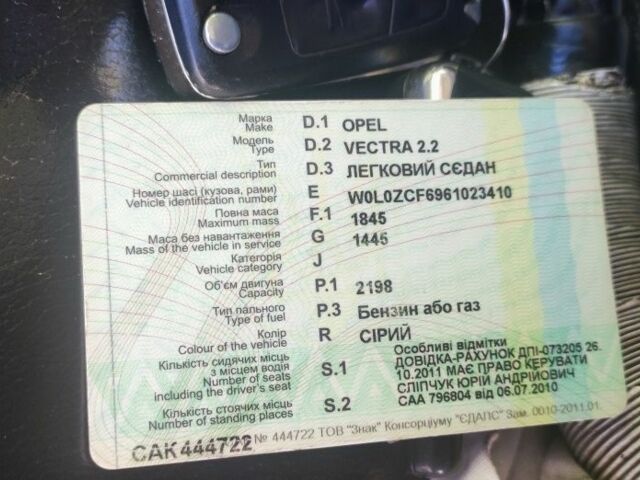 Марка D.1 OPEL
Make
Модель D.2 VECTRA 2.2
Type
Тип D.3 ЛЕГКОВИЙ СЄДАН
Commercial description
Номер шасі (кузова, рами) E W0L0ZCF6961023410
Vehicle identification number
Повна маса F.1 1845
Maximum mass
Маса без навантаження G 1445
Mass of the vehicle in service
Категорія J
Vehicle category
Об'єм двигуна P.1 2198
Capacity
Тип пального P.3 Бензин або газ
Type of fuel
Колір R СІРИЙ
Colour of the vehicle
Кількість сидячих місць S.1
з місцем водія
Number of seats
including the driver's seat
Кількість стоячих місць S.2
Number of standing places
Особливі відмітки
ДОВІДКА-РАХУНОК ДПІ-073205 26.
10.2011 МАЄ ПРАВО КЕРУВАТИ
СЛІПЧУК ЮРІЙ АНДРІЙОВИЧ
САА 796804 від 06.07.2010
САК444722 № 444722 ТОВ "Знак" Консорціуму "ЄДАПС" Зам. 0010-2011.01.